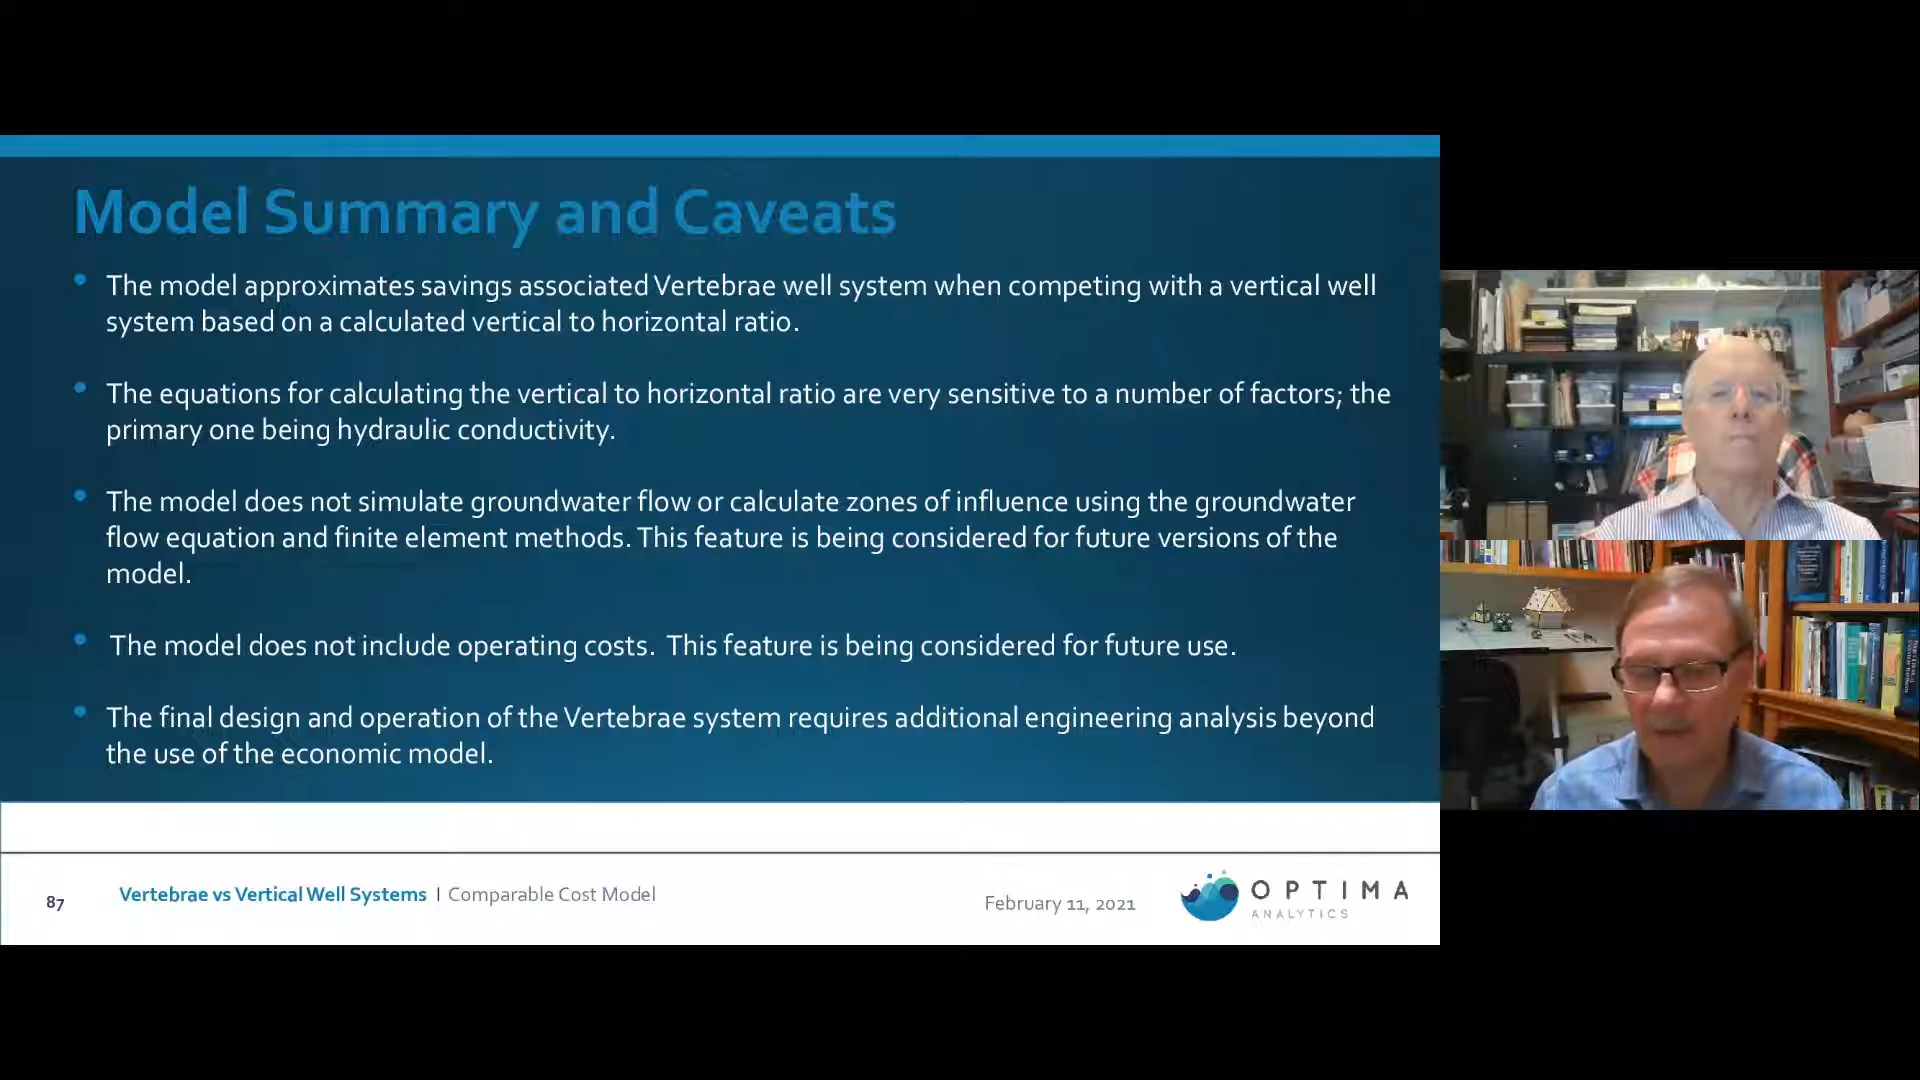 Model Summary and Caveats
• The model approximates savings associated Vertebrae well system when competing with a vertical well
system based on a calculated vertical to horizontal ratio.
• The equations for calculating the vertical to horizontal ratio are very sensitive to a number of factors; the
primary one being hydraulic conductivity.
• The model does not simulate groundwater flow or calculate zones of influence using the groundwater
flow equation and finite element methods. This feature is being considered for future versions of the
model.
• The model does not include operating costs. This feature is being considered for future use.
• The final design and operation of the Vertebrae system requires additional engineering analysis beyond
the use of the economic model.
87
Vertebrae vs Vertical Well Systems | Comparable Cost Model
February 11, 2021
OPTIMA
ANALYTICS